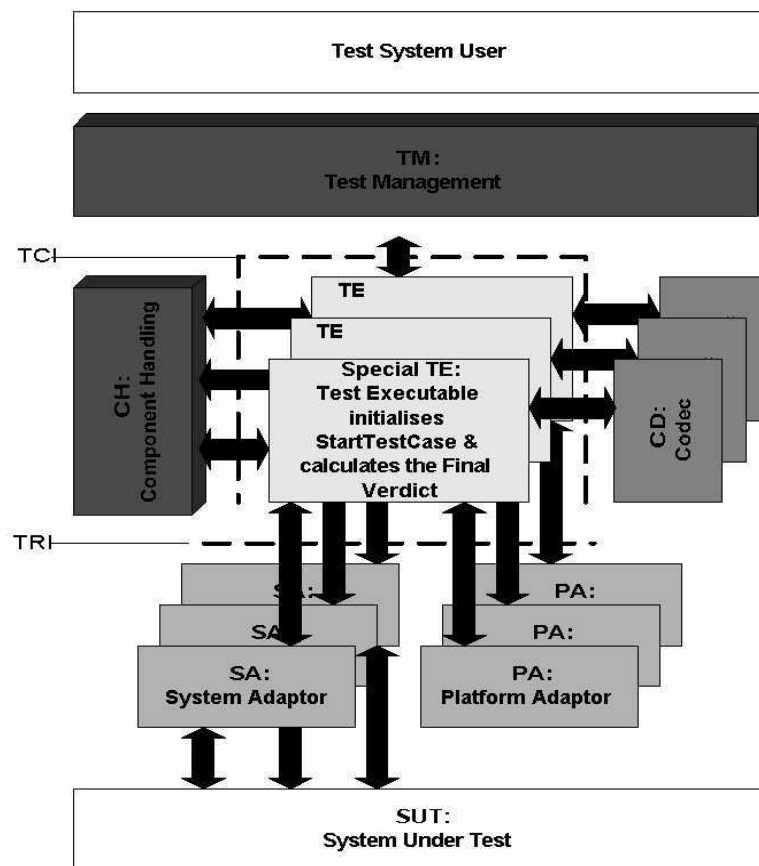 Test System User
TM:
Test Management
TCI
TE
TE
Special TE:
Test Executable
initialises
StartTestCase &
calculates the Final
Verdict
CH:
Component Handling
CD:
Codec
TRI
SA:
SA
SA:
System Adaptor
PA:
PA:
PA:
Platform Adaptor
SUT:
System Under Test